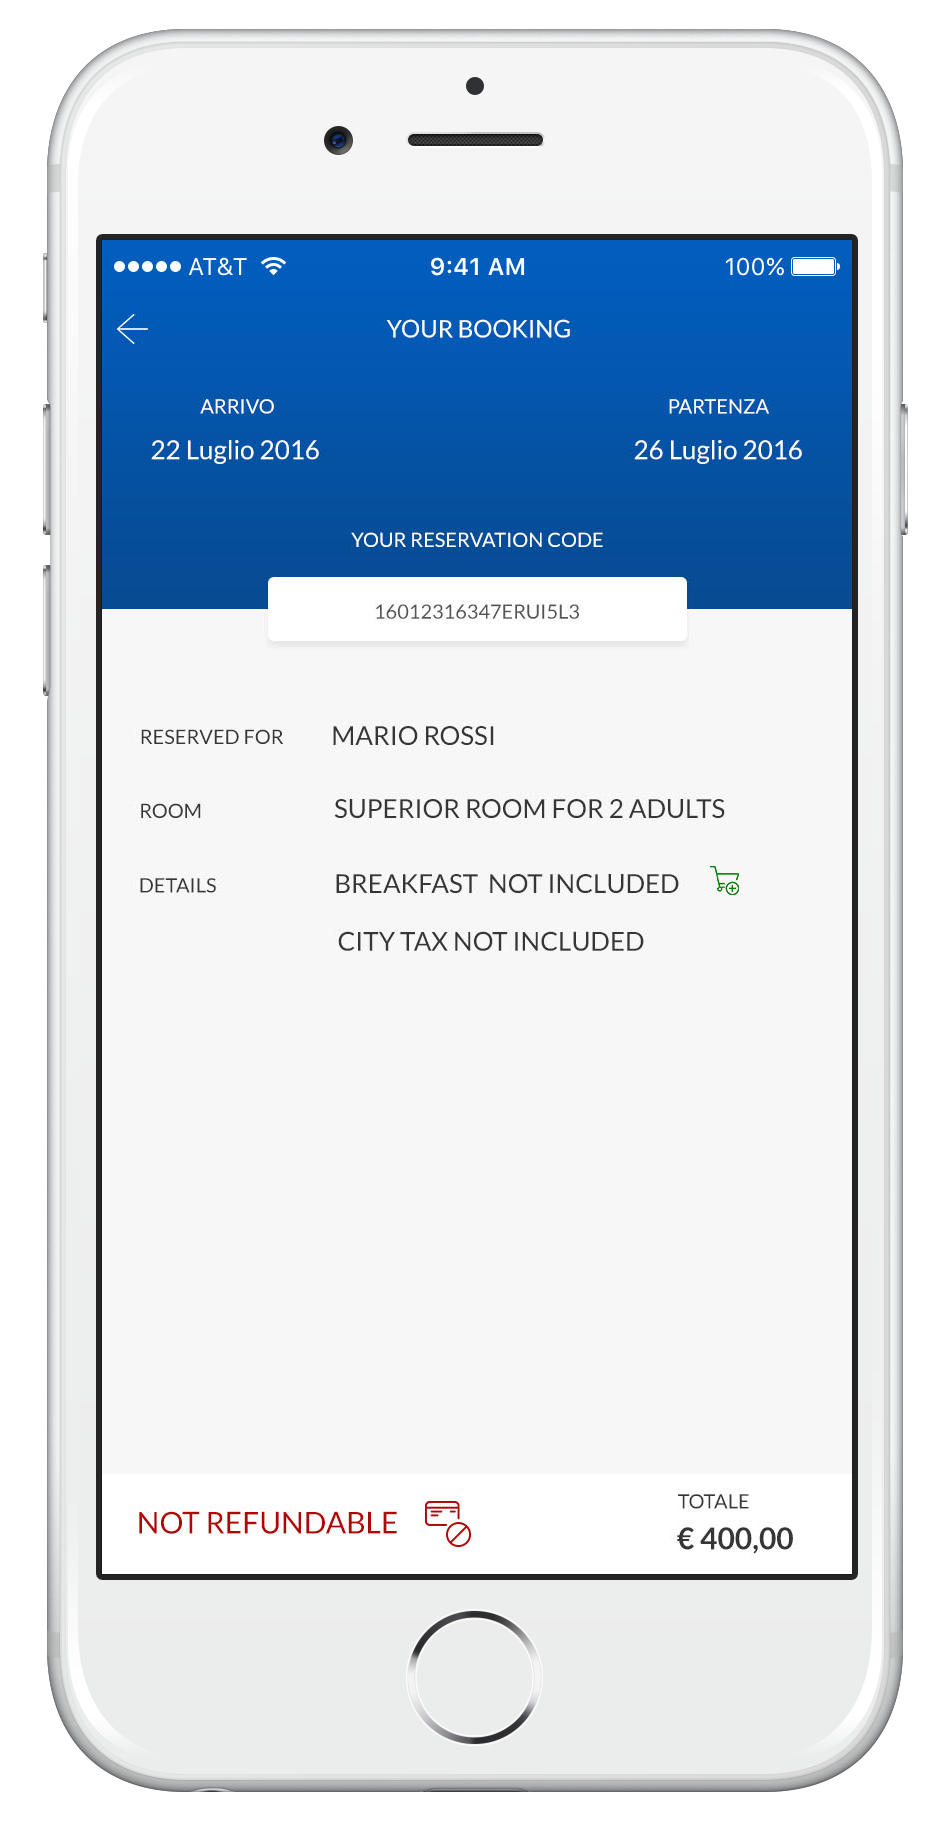 AT&T 9:41 AM 100%
YOUR BOOKING
ARRIVO PARTENZA
22 Luglio 2016 26 Luglio 2016
YOUR RESERVATION CODE
16012316347ERUI5L3
RESERVED FOR MARIO ROSSI
ROOM SUPERIOR ROOM FOR 2 ADULTS
DETAILS BREAKFAST NOT INCLUDED
CITY TAX NOT INCLUDED
NOT REFUNDABLE
TOTALE
€ 400,00